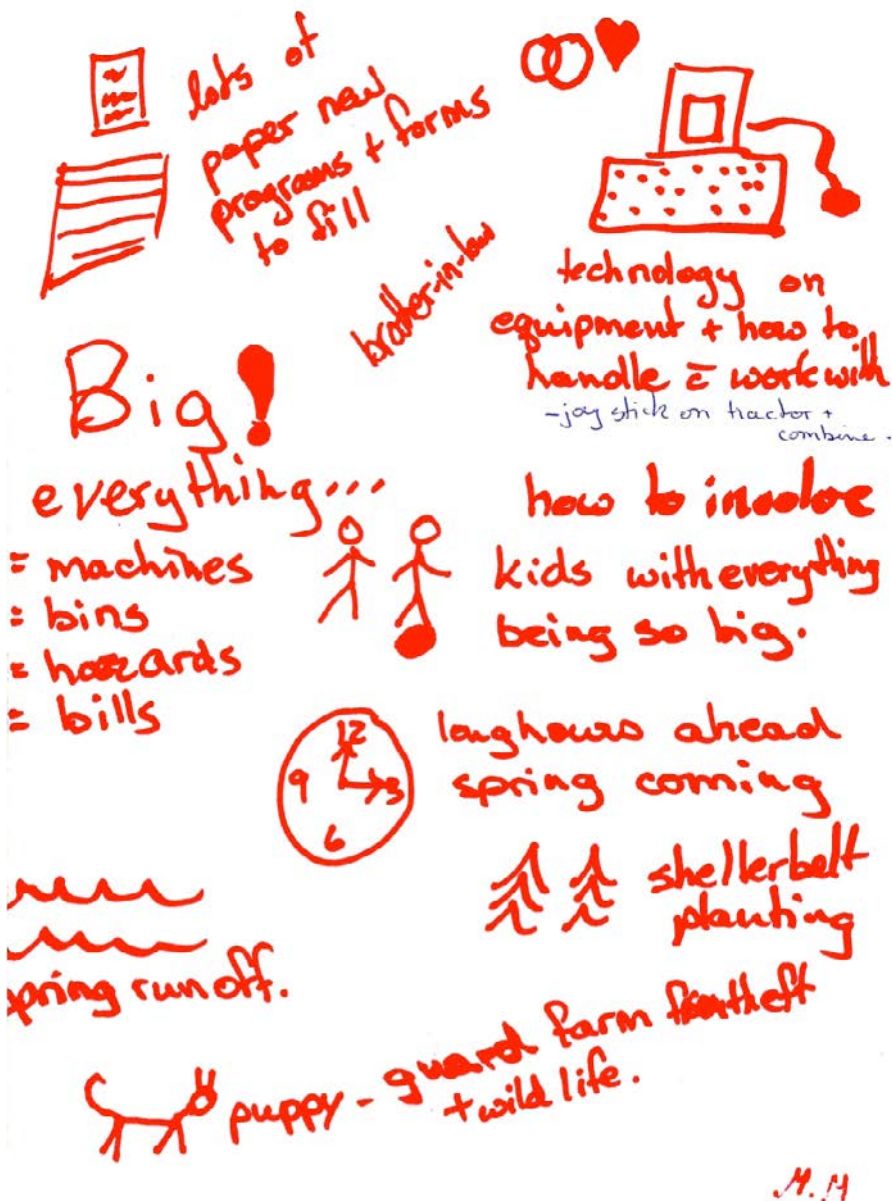 lots of
paper new
programs + forms
to fill
brother-in-law
technology on
equipment + how to
handle c̄ work with
-joy stick on tractor +
combine.
Big!
everything...
= machines
= bins
= hazards
= bills
how to involve
kids with everything
being so big.
12
9
3
6
long hours ahead
spring coming
shelterbelt
planting
pring run off.
puppy - guard farm from theft
+ wild life.
M.M